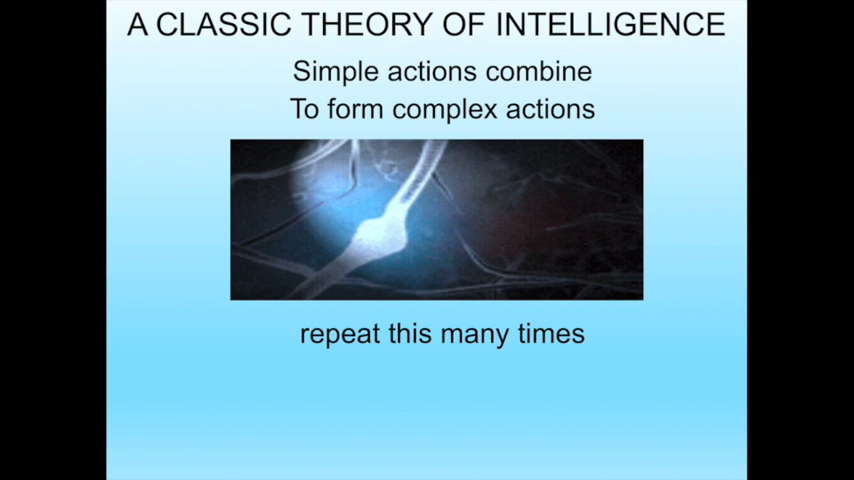 A CLASSIC THEORY OF INTELLIGENCE
Simple actions combine
To form complex actions
repeat this many times